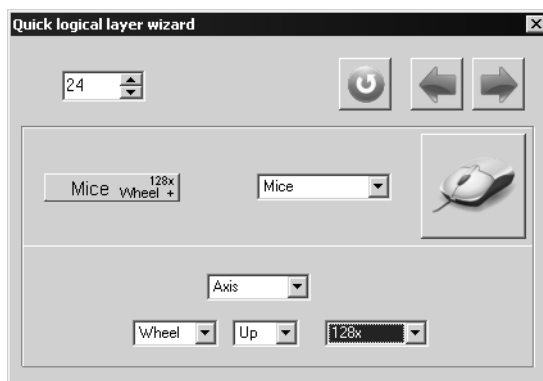 Quick logical layer wizard
24
Mice 128x Wheel +
Mice
Axis
Wheel Up 128x